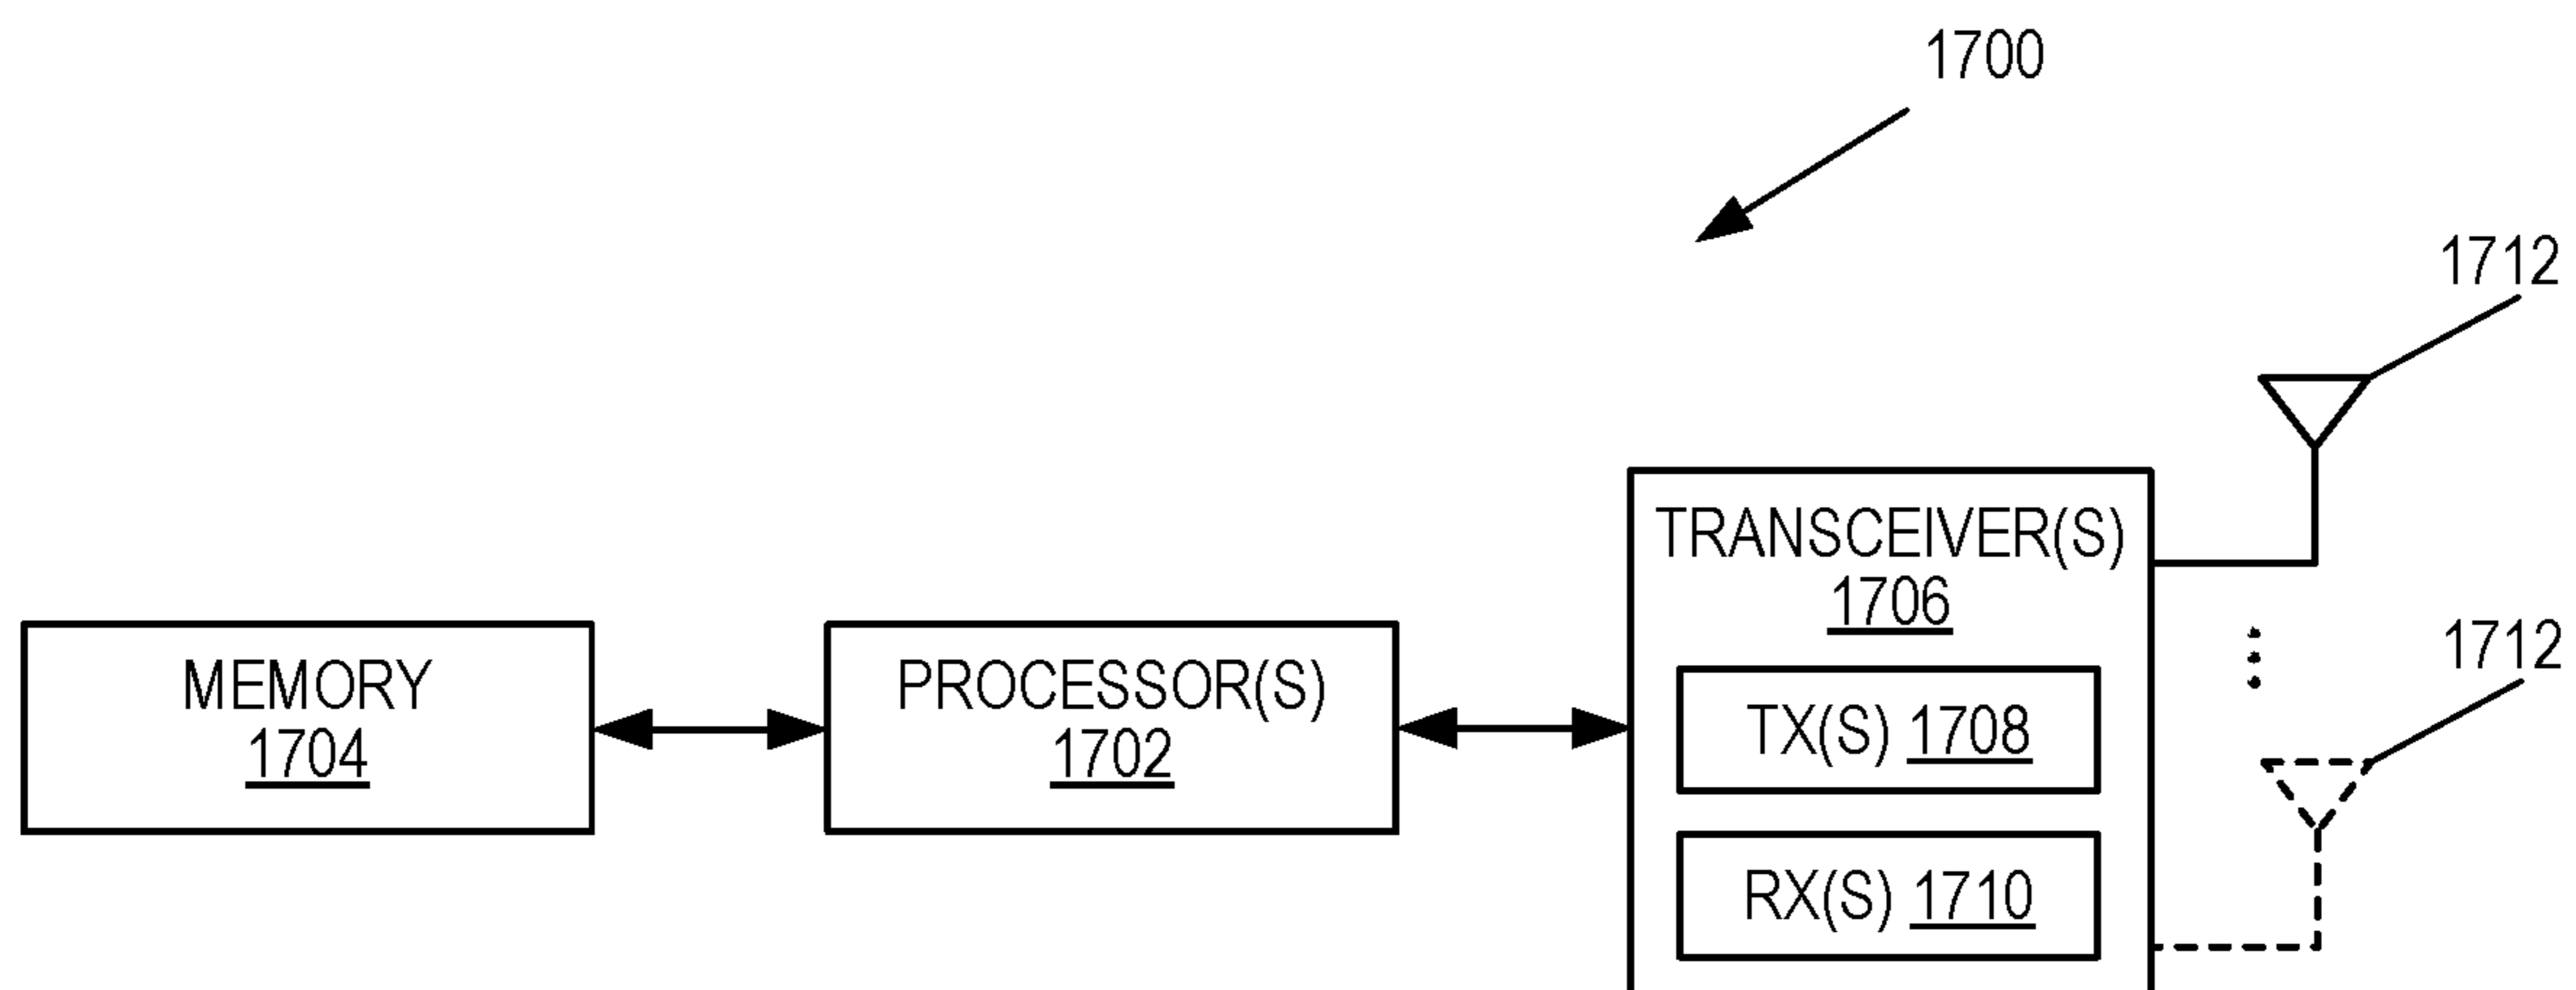 1700
1712
TRANSCEIVER(S)
1706
1712
MEMORY
1704
PROCESSOR(S)
1702
TX(S) 1708
RX(S) 1710